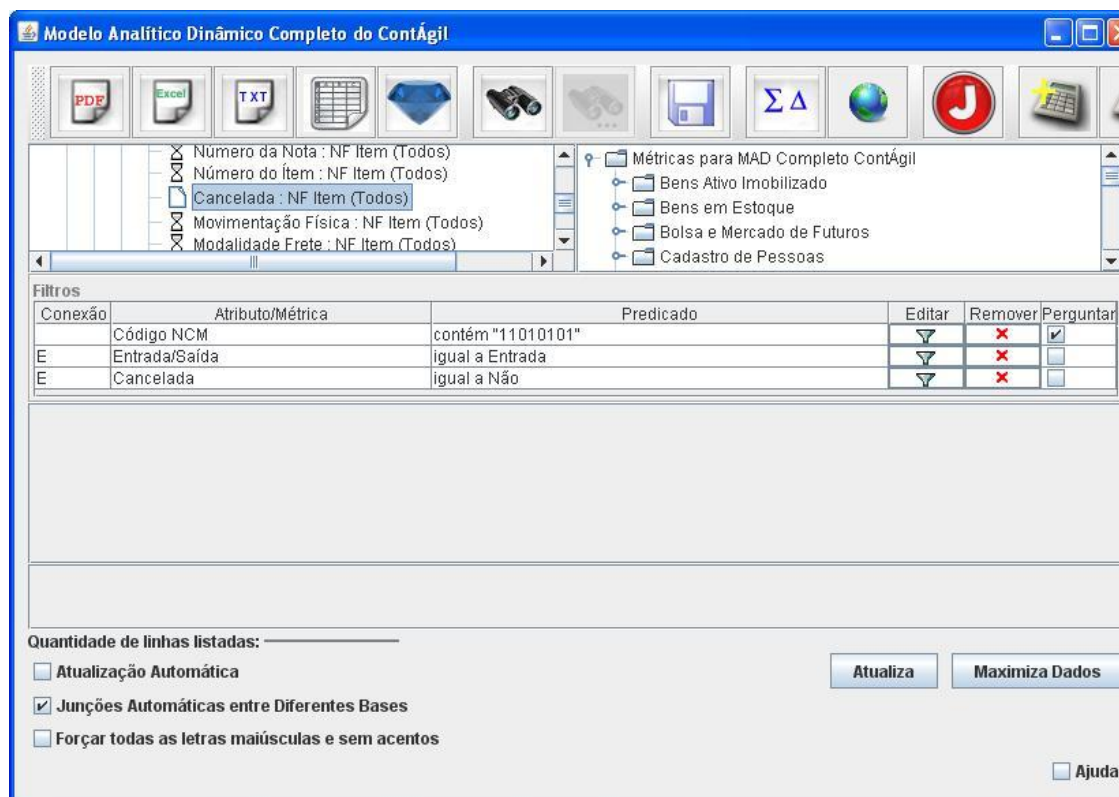 Modelo Analítico Dinâmico Completo do ContÁgil
PDF Excel TXT Σ Δ J
Número da Nota : NF Item (Todos)
Número do Ítem : NF Item (Todos)
Cancelada : NF Item (Todos)
Movimentação Física : NF Item (Todos)
Modalidade Frete : NF Item (Todos)
Métricas para MAD Completo ContÁgil
Bens Ativo Imobilizado
Bens em Estoque
Bolsa e Mercado de Futuros
Cadastro de Pessoas
Filtros
Conexão Atributo/Métrica Predicado Editar Remover Perguntar
Código NCM contém "11010101"
E Entrada/Saída igual a Entrada
E Cancelada igual a Não
Quantidade de linhas listadas:
Atualização Automática
Atualiza Maximiza Dados
Junções Automáticas entre Diferentes Bases
Forçar todas as letras maiúsculas e sem acentos
Ajuda